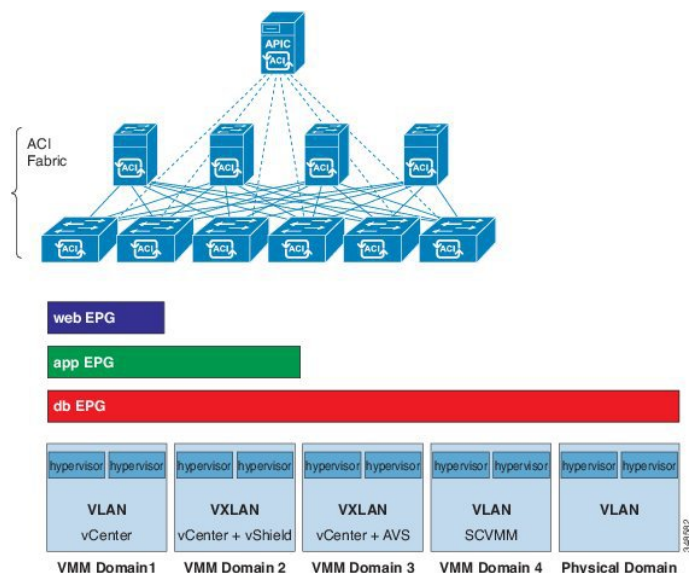 APIC
ACI
ACI
Fabric
ACI
ACI
ACI
ACI
ACI
ACI
ACI
ACI
ACI
ACI
web EPG
app EPG
db EPG
hypervisor hypervisor
VLAN
vCenter
VMM Domain1
hypervisor hypervisor
VXLAN
vCenter + vShield
VMM Domain 2
hypervisor hypervisor
VXLAN
vCenter + AVS
VMM Domain 3
hypervisor hypervisor
VLAN
SCVMM
VMM Domain 4
hypervisor hypervisor
VLAN
Physical Domain